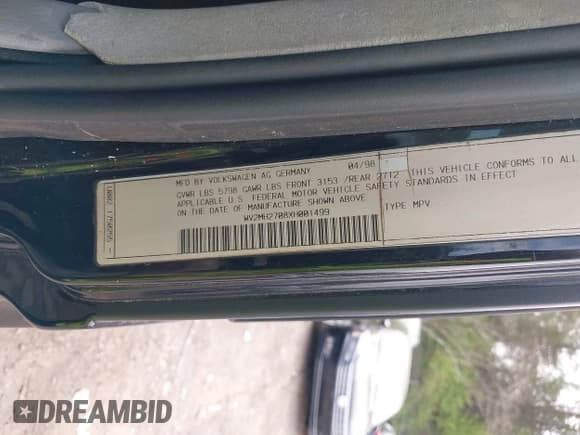 MFD BY VOLKSWAGEN AG GERMANY 04/98
GVWR LBS 5798 GAWR LBS FRONT 3153 /REAR 2712 THIS VEHICLE CONFORMS TO ALL
APPLICABLE U.S. FEDERAL MOTOR VEHICLE SAFETY STANDARDS IN EFFECT
ON THE DATE OF MANUFACTURE SHOWN ABOVE
WV2MH2708XH001499
TYPE MPV
DREAMBID